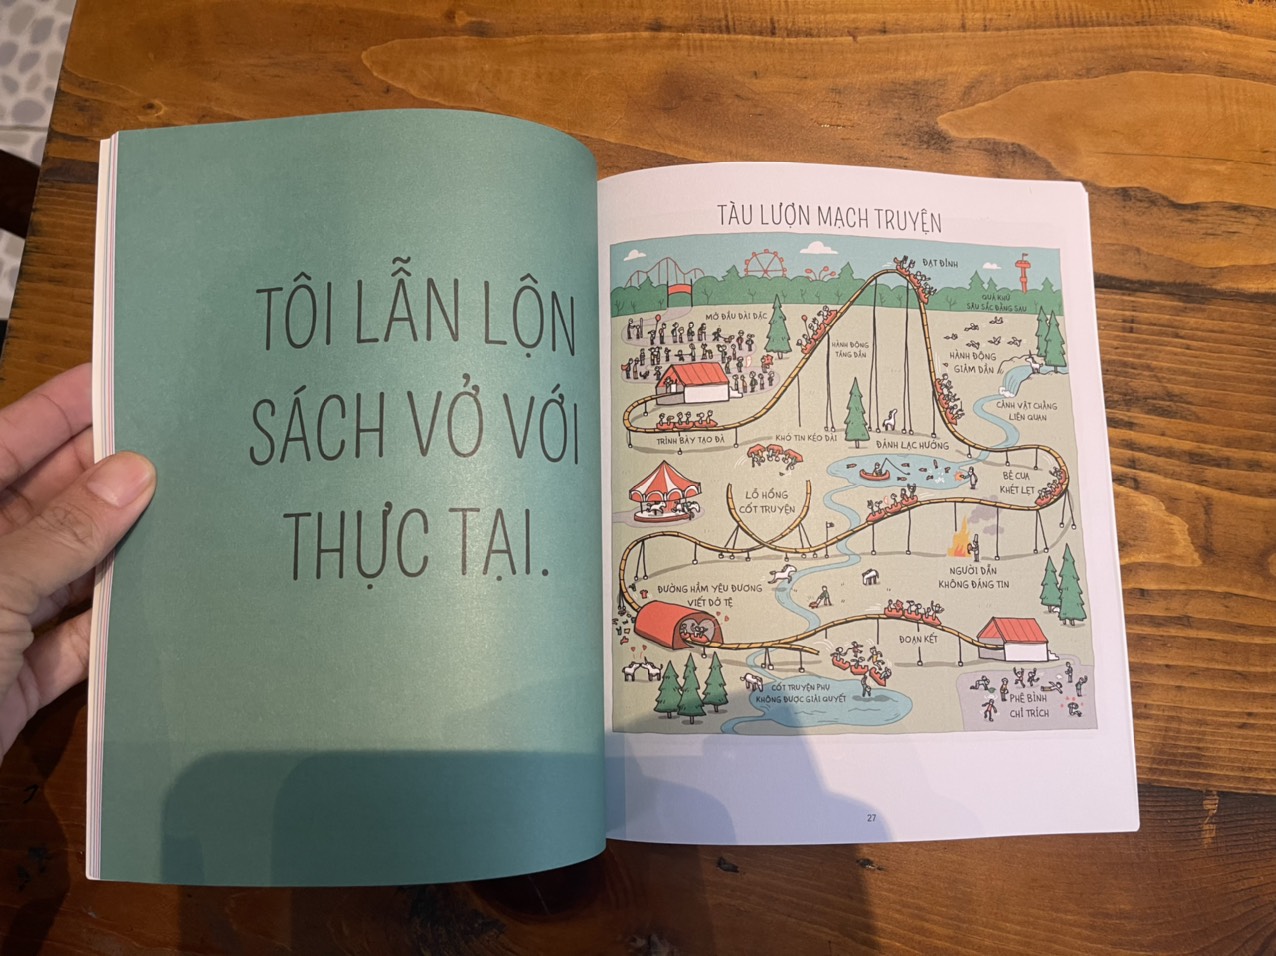 TÔI LẪN LỘN
SÁCH VỞ VỚI
THỰC TẠI.
TÀU LƯỢN MẠCH TRUYỆN
ĐẠT ĐỈNH
QUÁ KHỨ
SÂU SẮC ĐẰNG SAU
MỞ ĐẦU DÀI DẶC
HÀNH ĐỘNG
TĂNG DẦN
HÀNH ĐỘNG
GIẢM DẦN
CẢNH VẬT CHẲNG
LIÊN QUAN
TRÌNH BÀY TẠO ĐÀ
KHÓ TIN KÉO DÀI
ĐÁNH LẠC HƯỚNG
BẺ CUA
KHÉT LẸT
LỖ HỔNG
CỐT TRUYỆN
NGƯỜI DẪN
KHÔNG ĐÁNG TIN
ĐƯỜNG HẦM YÊU ĐƯƠNG
VIẾT DỞ TỆ
ĐOẠN KẾT
CỐT TRUYỆN PHỤ
KHÔNG ĐƯỢC GIẢI QUYẾT
PHÊ BÌNH
CHỈ TRÍCH
27